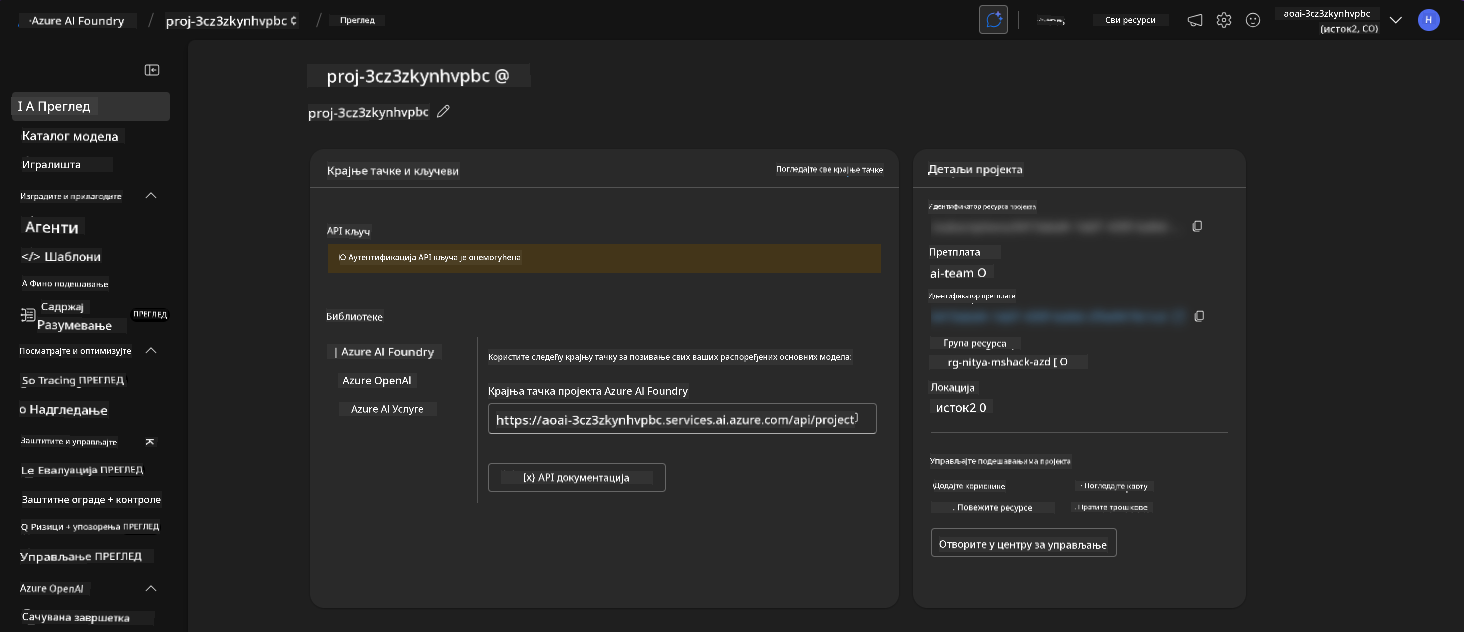 Azure AI Foundry / proj-3cz3zkynhvpbc / Преглед
Сви ресурси
aoai-3cz3zkynhvpbc
(исток2, СО)
Н
I А Преглед
Каталог модела
Игралишта
Изградите и прилагодите
Агенти
</> Шаблони
А Фино подешавање
Садржај
Разумевање
ПРЕГЛЕД
Посматрајте и оптимизујте
So Tracing ПРЕГЛЕД
о Надгледање
Заштитите и управљајте
Le Евалуација ПРЕГЛЕД
Заштитне ограде + контроле
Q Ризици + упозорења ПРЕГЛЕД
Управљање ПРЕГЛЕД
Azure OpenAI
Сачувана завршетка
proj-3cz3zkynhvpbc @
proj-3cz3zkynhvpbc
Крајње тачке и кључеви
Погледајте све крајње тачке
API кључ
Ю Аутентификација API кључа је онемогућена
Библиотеке
| Azure AI Foundry
Azure OpenAI
Azure AI Услуге
Користите следећу крајњу тачку за позивање свих ваших распоређених основних модела:
Крајња тачка пројекта Azure AI Foundry
https://aoai-3cz3zkynhvpbc.services.ai.azure.com/api/project
[x} API документација
Детаљи пројекта
Идентификатор ресурса пројекта
Претплата
ai-team O
Идентификатор претплате
Група ресурса
rg-nitya-mshack-azd [ O
Локација
исток2 0
Управљајте подешавањима пројекта
Додајте кориснике
. Погледајте квоту
. Повежите ресурсе
. Пратите трошкове
Отворите у центру за управљање